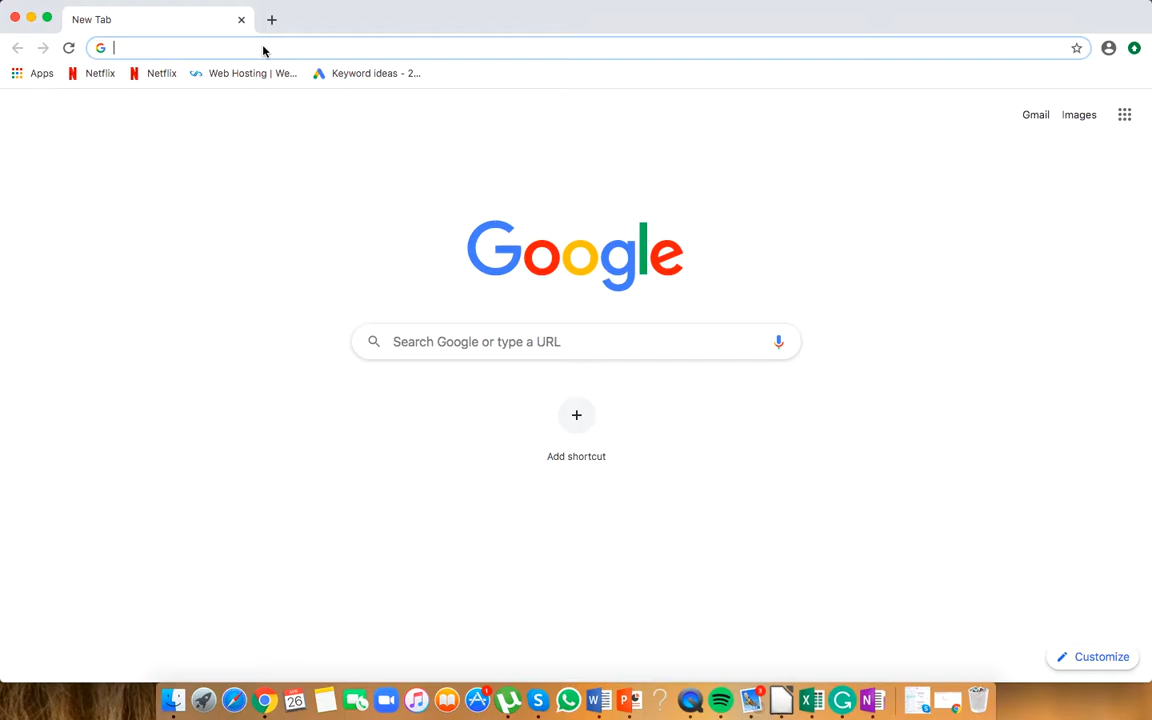 New Tab
Apps Netflix Netflix Web Hosting | We... Keyword ideas - 2...
Gmail Images
Google
Search Google or type a URL
Add shortcut
Customize
26